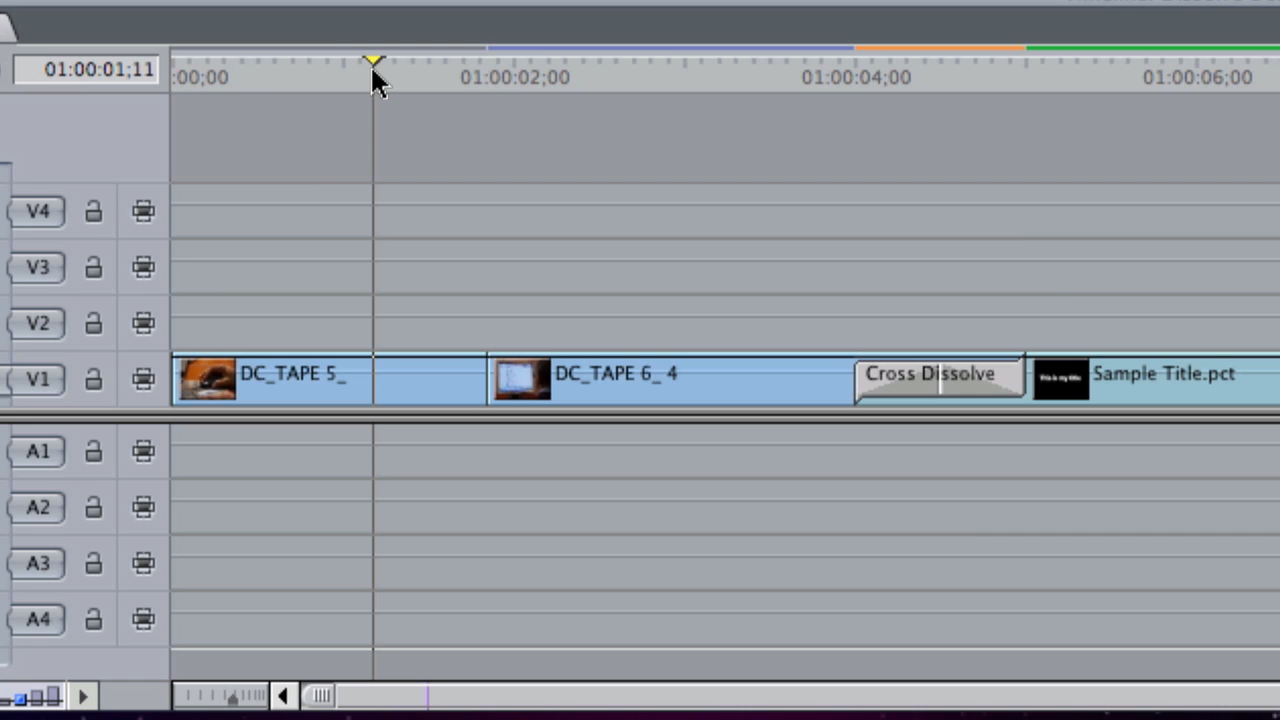 01:00:01;11
:00;00 01:00:02;00 01:00:04;00 01:00:06;00
V4
V3
V2
V1 DC_TAPE 5_ DC_TAPE 6_ 4 Cross Dissolve Sample Title.pct
A1
A2
A3
A4